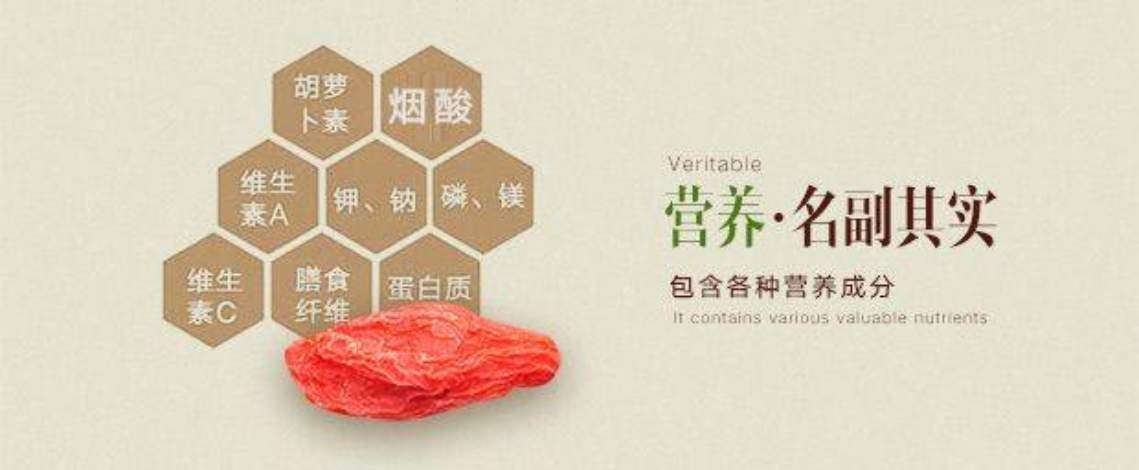 胡萝
卜素
烟酸
维生
素A
钾、钠
磷、镁
维生
素C
膳食
纤维
蛋白质
Veritable
营养·名副其实
包含各种营养成分
It contains various valuable nutrients